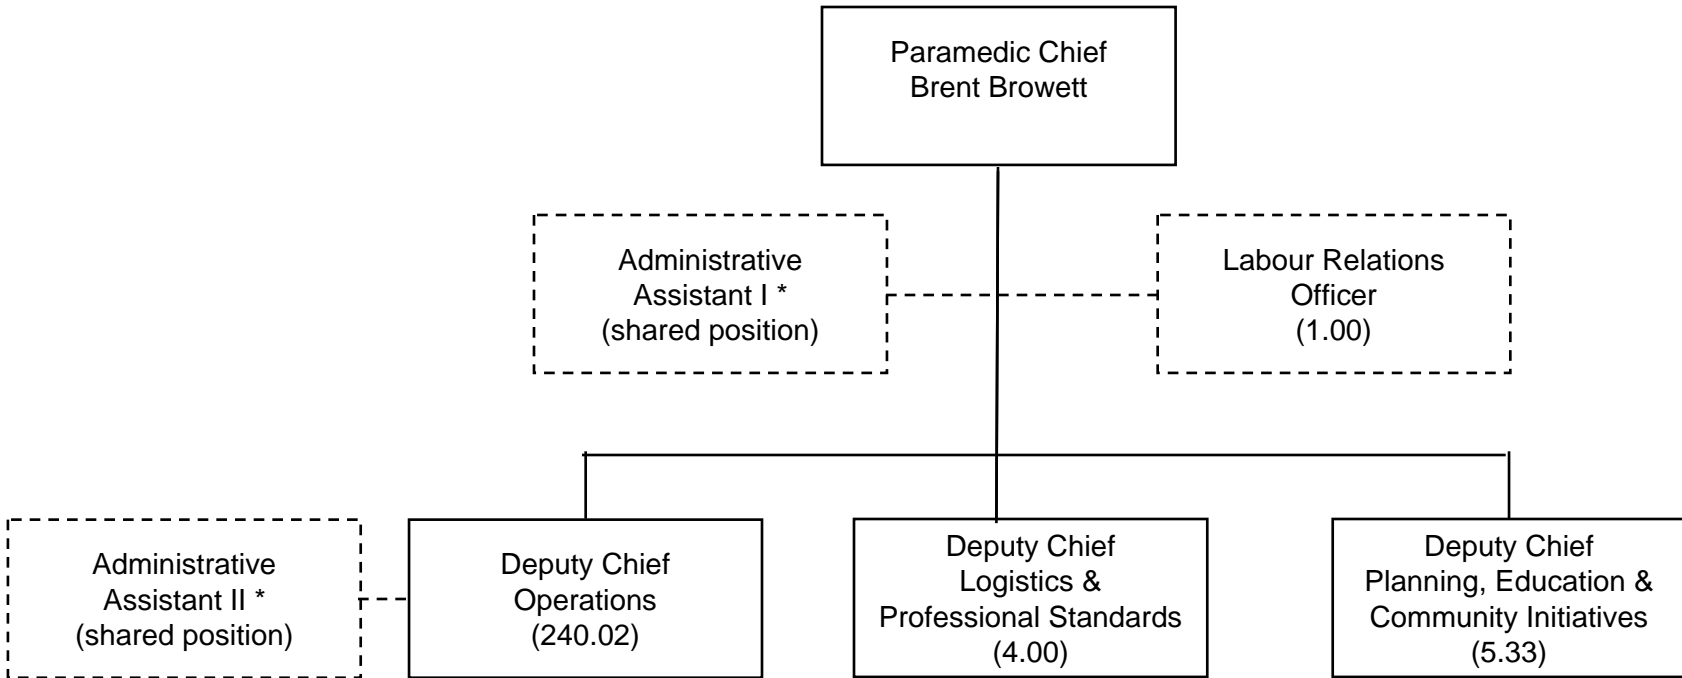 Paramedic Chief
Brent Browett
Administrative
Assistant I *
(shared position)
Labour Relations
Officer
(1.00)
Administrative
Assistant II *
(shared position)
Deputy Chief
Operations
(240.02)
Deputy Chief
Logistics &
Professional Standards
(4.00)
Deputy Chief
Planning, Education &
Community Initiatives
(5.33)